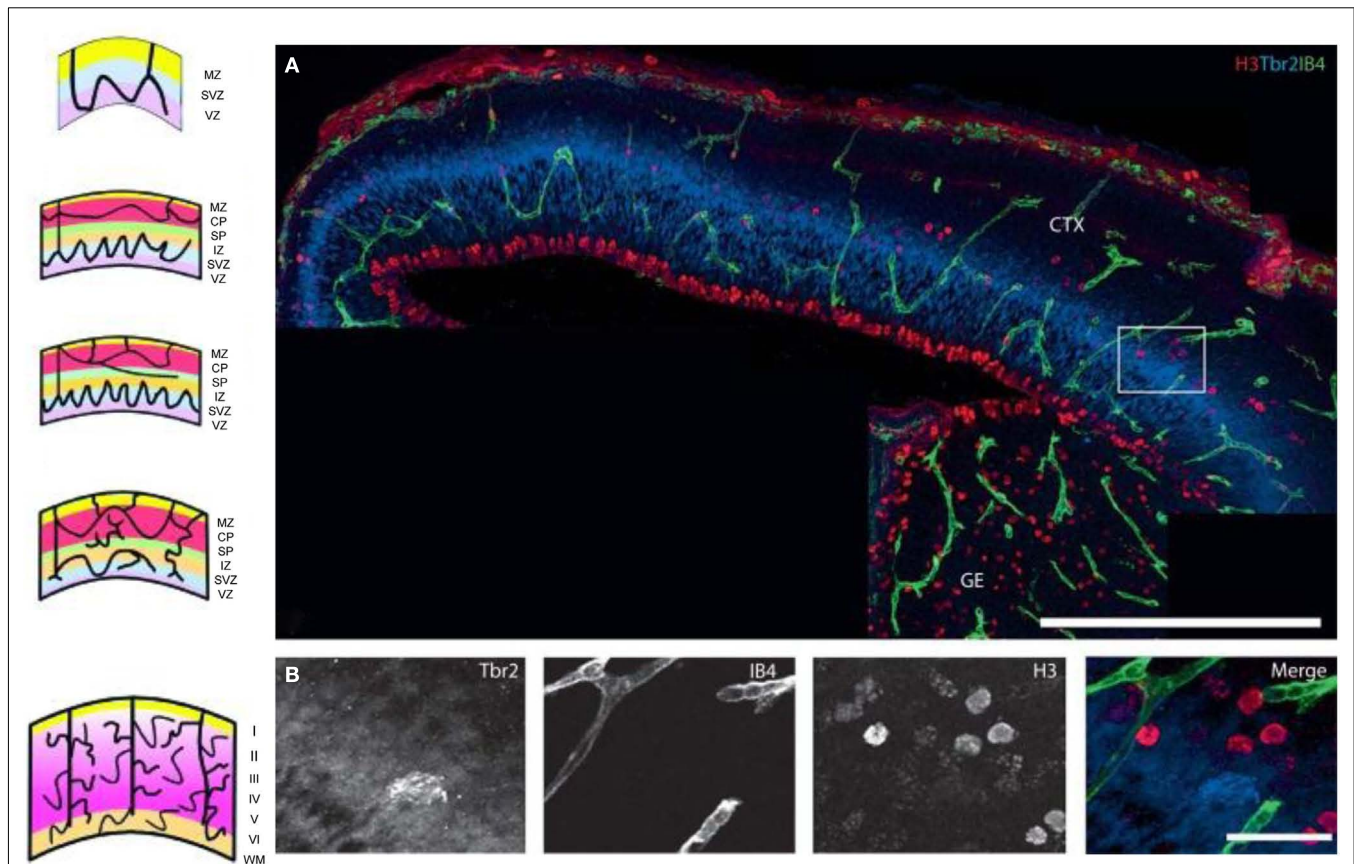 MZ
SVZ
VZ
MZ
CP
SP
IZ
SVZ
VZ
MZ
CP
SP
IZ
SVZ
VZ
MZ
CP
SP
IZ
SVZ
VZ
I
II
III
IV
V
VI
WM
A
H3Tbr2IB4
CTX
GE
B
Tbr2
IB4
H3
Merge